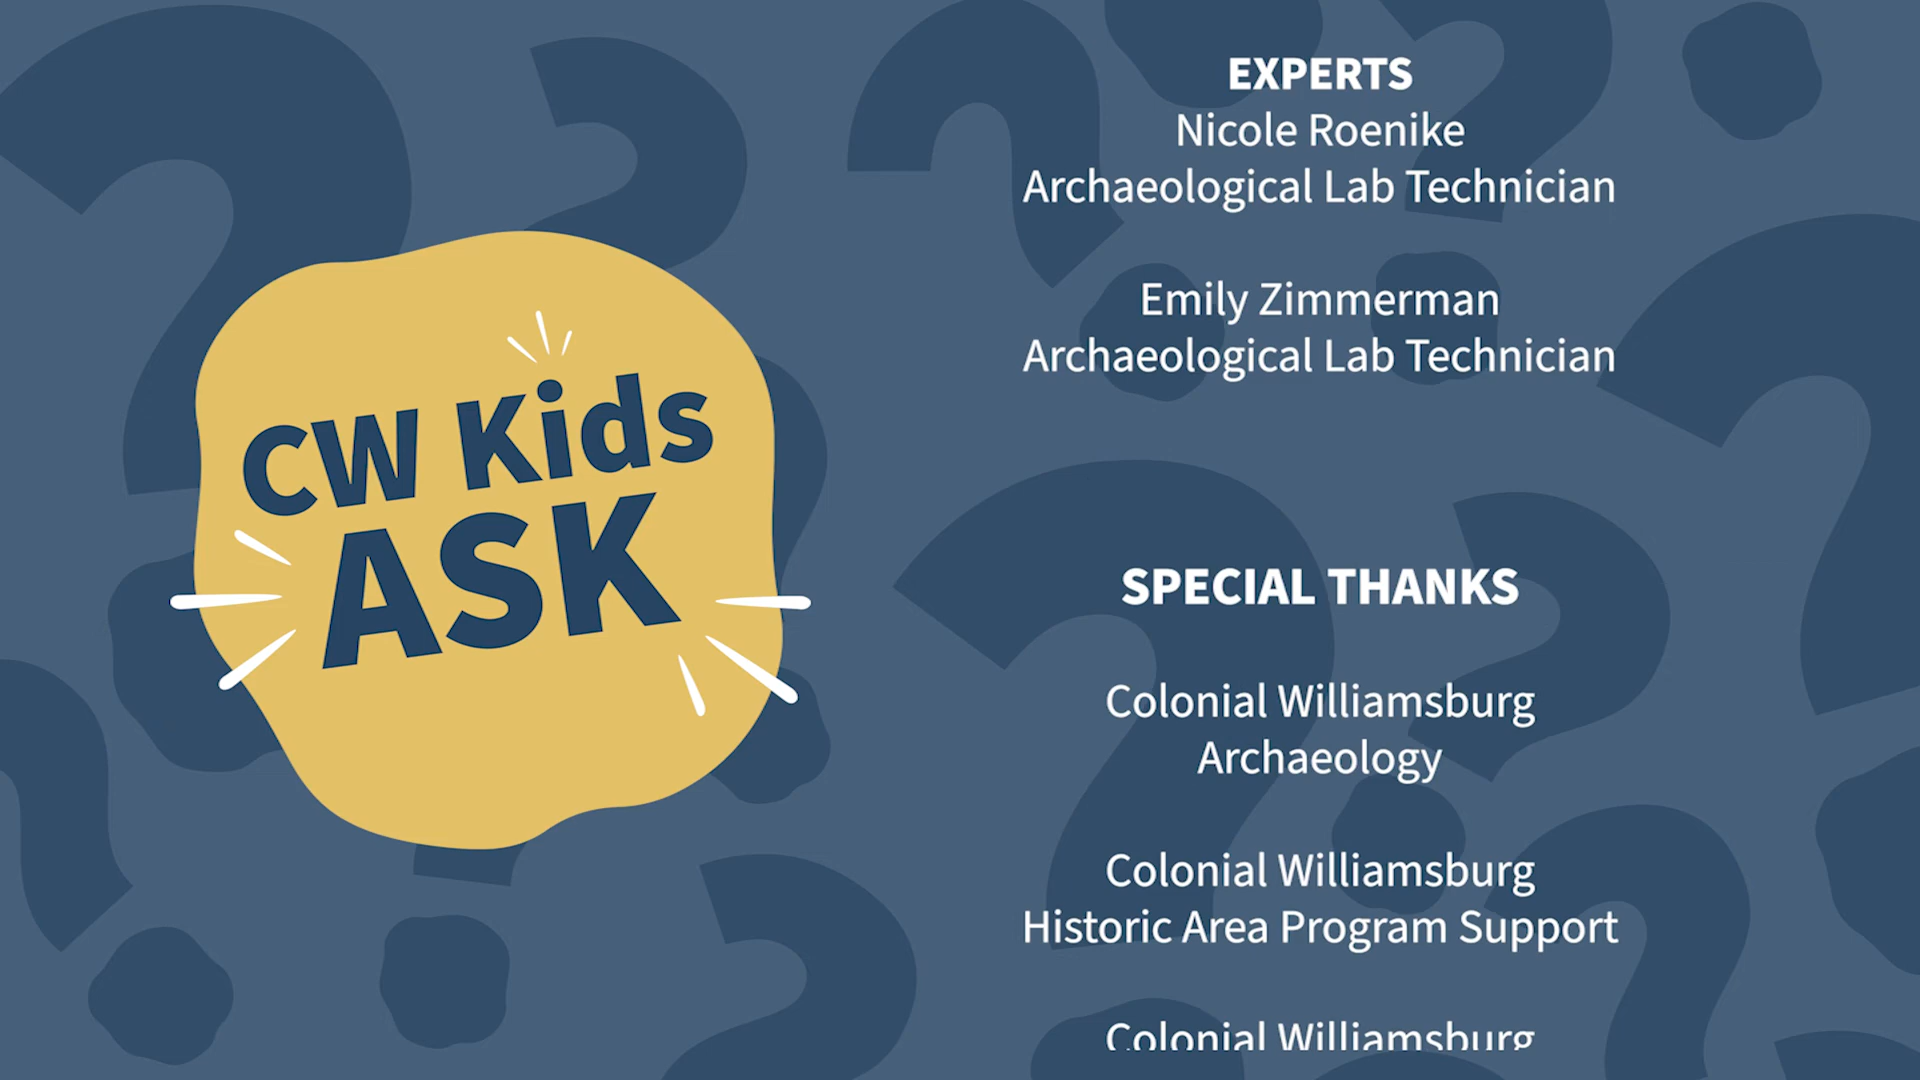 CW Kids
ASK
EXPERTS
Nicole Roenike
Archaeological Lab Technician
Emily Zimmerman
Archaeological Lab Technician
SPECIAL THANKS
Colonial Williamsburg
Archaeology
Colonial Williamsburg
Historic Area Program Support
Colonial Williamsburg